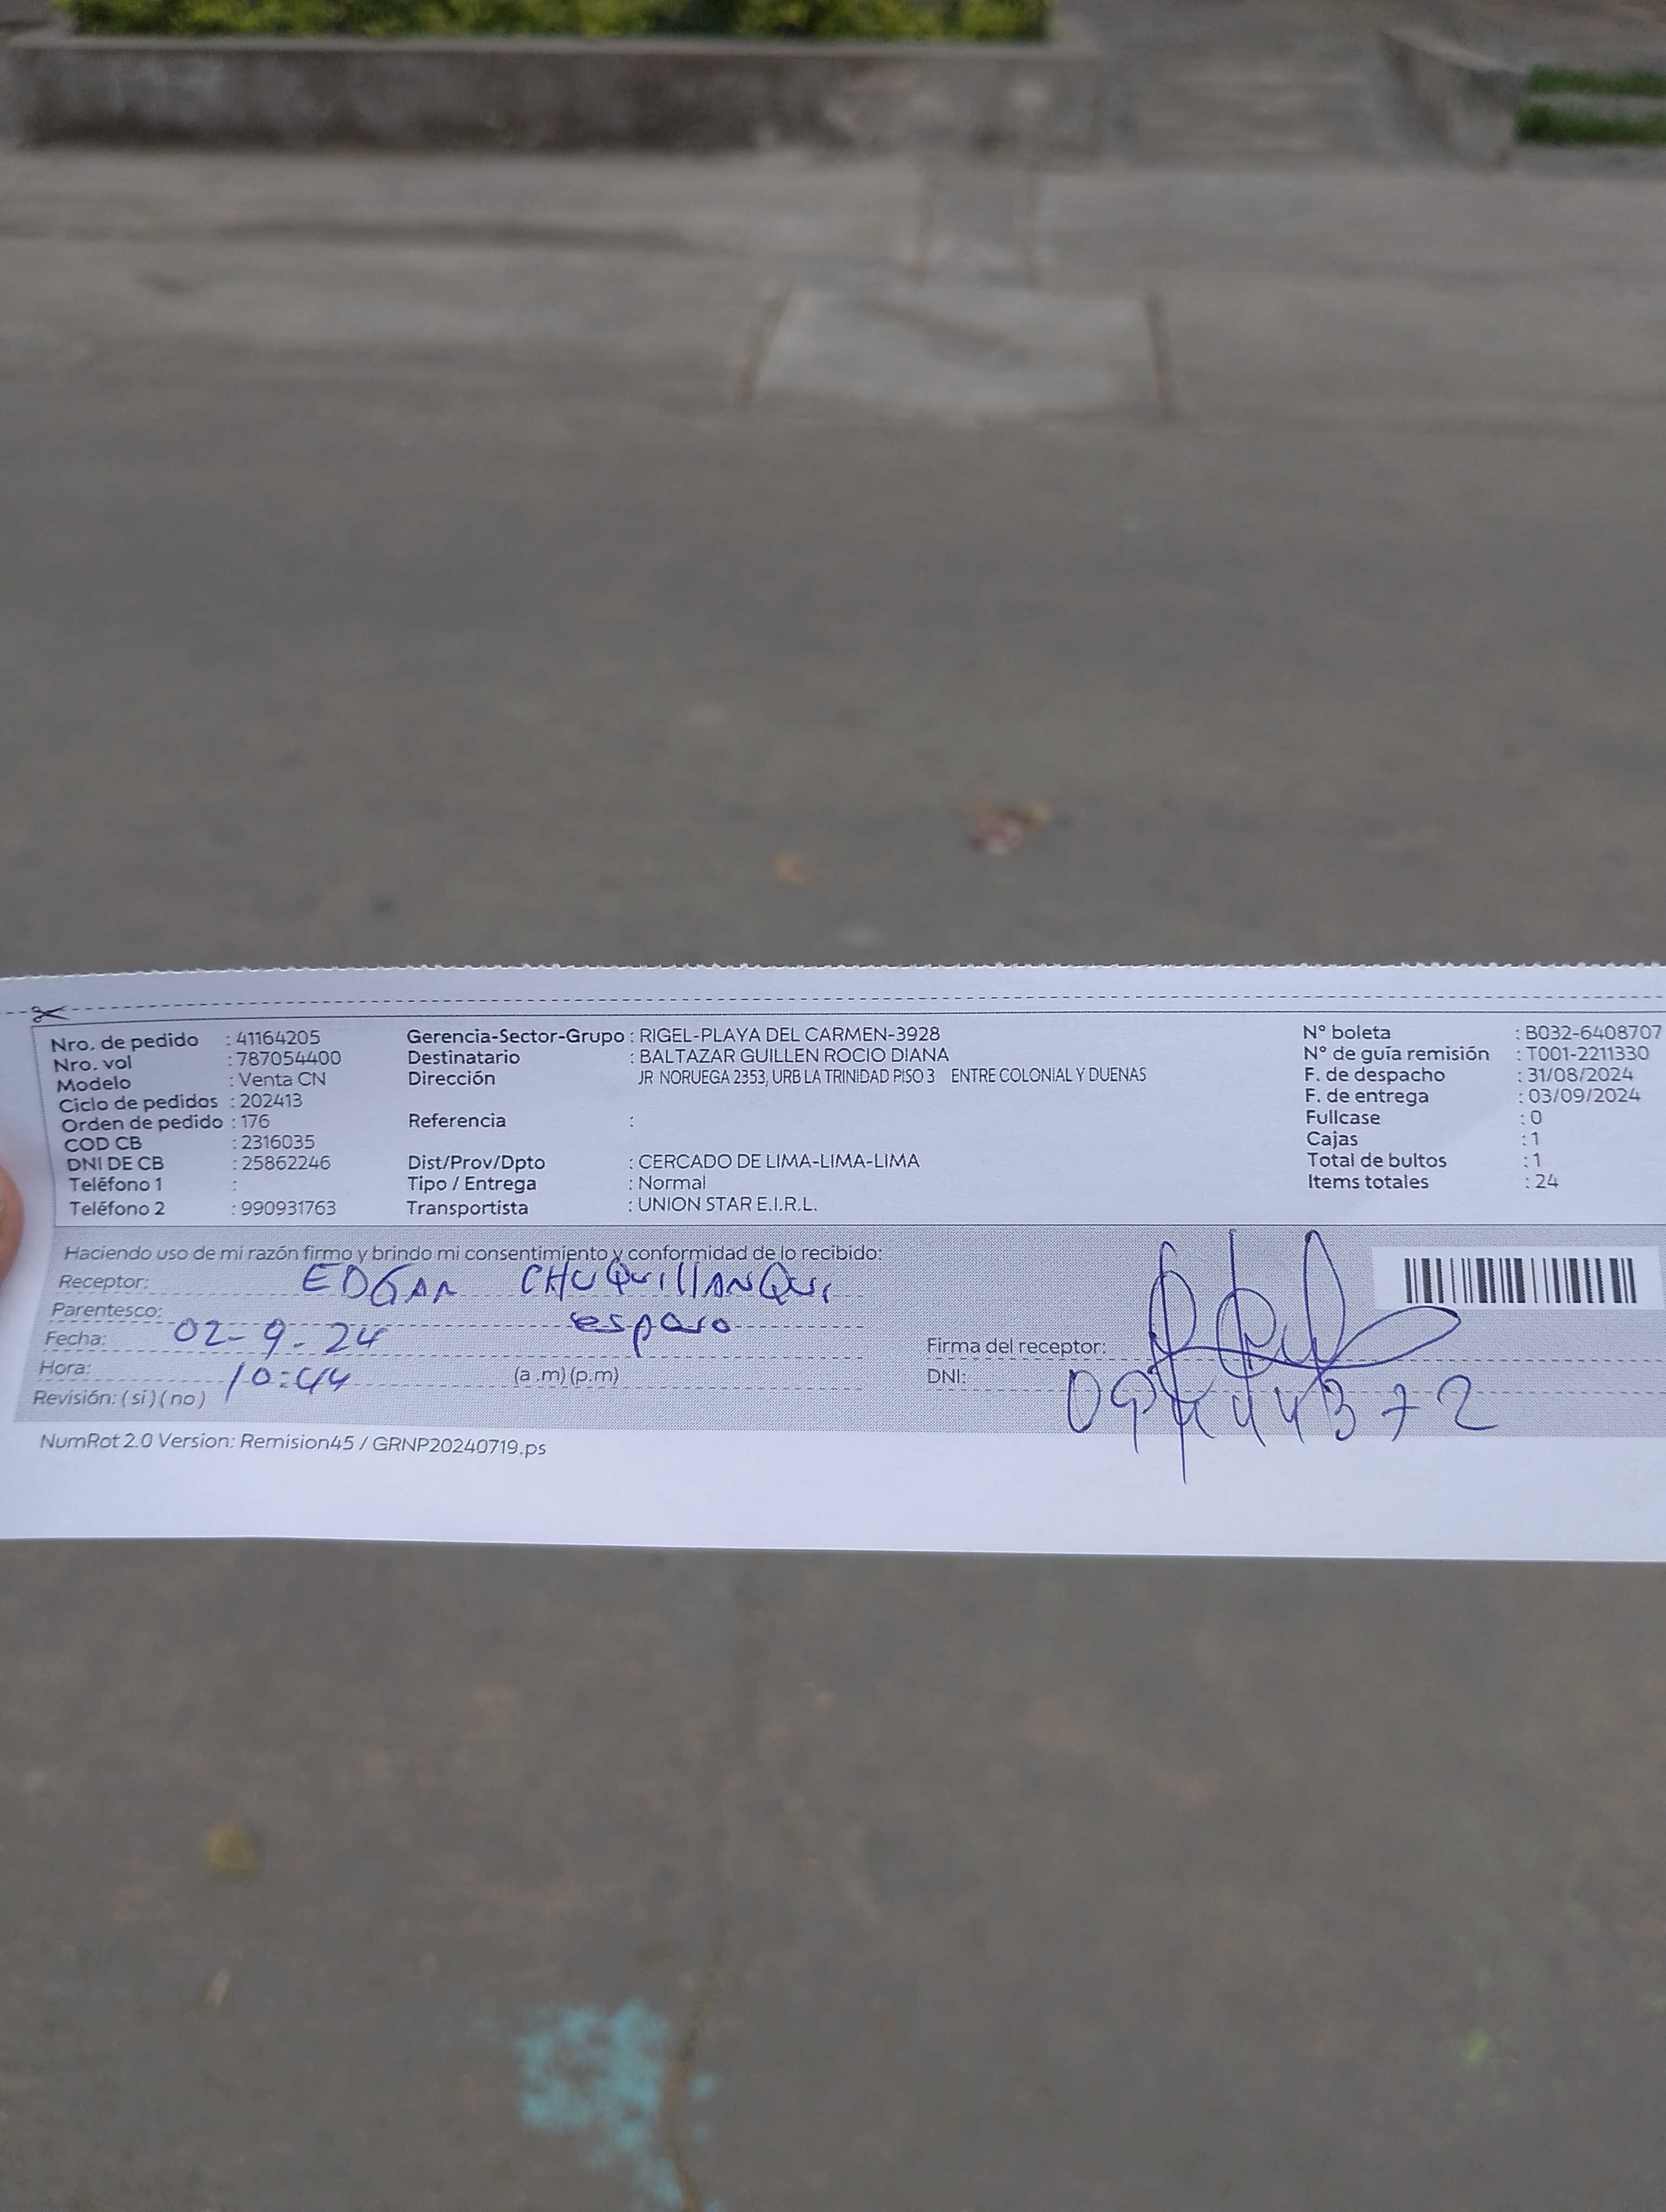 Nro. de pedido : 41164205
Nro. vol : 787054400
Modelo : Venta CN
Ciclo de pedidos : 202413
Orden de pedido : 176
COD CB : 2316035
DNI DE CB : 25862246
Teléfono 1 :
Teléfono 2 : 990931763
Gerencia-Sector-Grupo : RIGEL-PLAYA DEL CARMEN-3928
Destinatario : BALTAZAR GUILLEN ROCIO DIANA
Dirección JR NORUEGA 2353, URB LA TRINIDAD PISO 3 ENTRE COLONIAL Y DUENAS
Referencia :
Dist/Prov/Dpto : CERCADO DE LIMA-LIMA-LIMA
Tipo / Entrega : Normal
Transportista : UNION STAR E.I.R.L.
N° boleta : B032-6408707
N° de guía remisión : T001-2211330
F. de despacho : 31/08/2024
F. de entrega : 03/09/2024
Fullcase : 0
Cajas : 1
Total de bultos : 1
Items totales : 24
Haciendo uso de mi razón firmo y brindo mi consentimiento y conformidad de lo recibido:
Receptor: EDGAR CHUQUILLANQUI
Parentesco: esposo
Fecha: 02-9-24
Hora: 10:44 (a .m) (p.m)
Revisión: ( si ) ( no )
Firma del receptor:
DNI:
NumRot 2.0 Version: Remision45 / GRNP20240719.ps